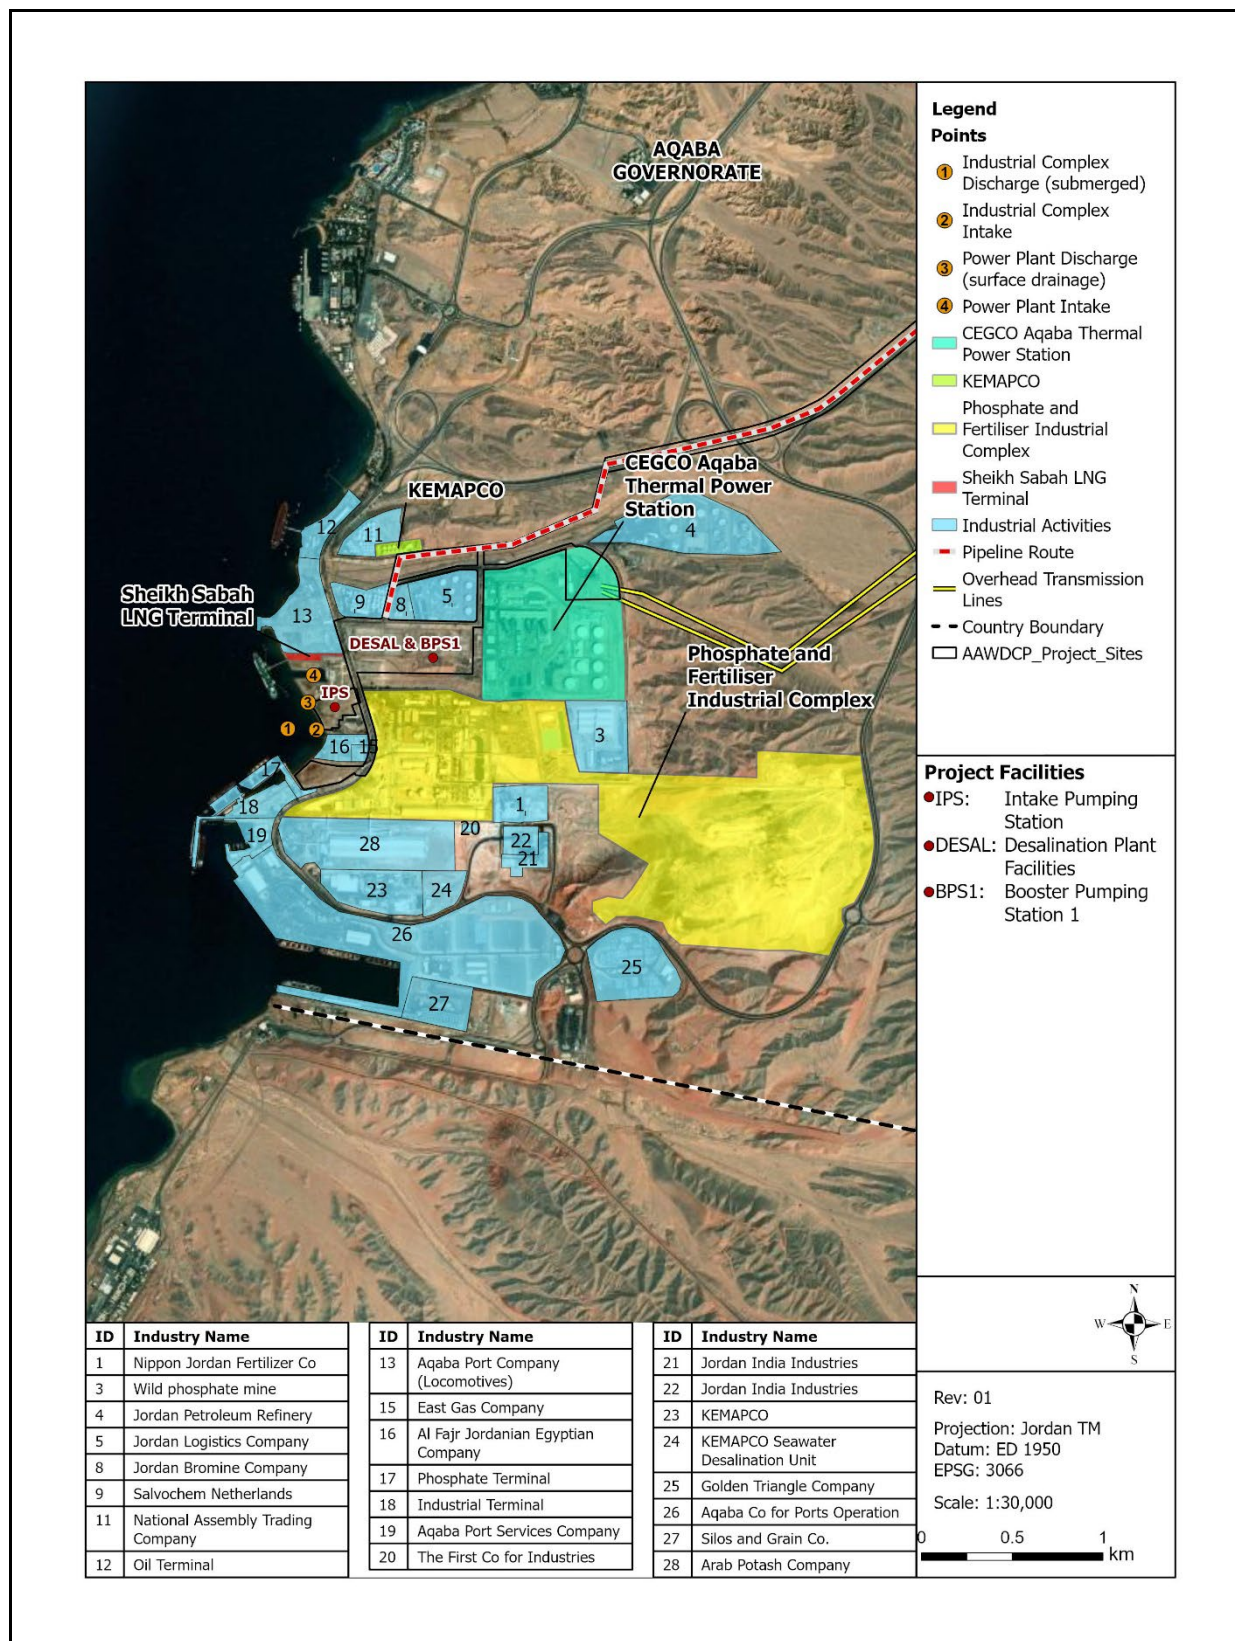 AQABA
GOVERNORATE
KEMAPCO
CEGCO Aqaba
Thermal Power
Station
12
11
4
Sheikh Sabah
LNG Terminal
9
8
5
13
DESAL & BPS1
Phosphate and
Fertiliser
Industrial Complex
4
3
IPS
1
2
16
15
3
17
18
1
19
20
28
22
21
23
24
26
25
27
Legend
Points
1 Industrial Complex
Discharge (submerged)
2 Industrial Complex
Intake
3 Power Plant Discharge
(surface drainage)
4 Power Plant Intake
CEGCO Aqaba Thermal
Power Station
KEMAPCO
Phosphate and
Fertiliser Industrial
Complex
Sheikh Sabah LNG
Terminal
Industrial Activities
Pipeline Route
Overhead Transmission
Lines
Country Boundary
AAWDCP_Project_Sites
Project Facilities
IPS: Intake Pumping
Station
DESAL: Desalination Plant
Facilities
BPS1: Booster Pumping
Station 1
N
W E
S
Rev: 01
Projection: Jordan TM
Datum: ED 1950
EPSG: 3066
Scale: 1:30,000
0 0.5 1
km
ID Industry Name
1 Nippon Jordan Fertilizer Co
3 Wild phosphate mine
4 Jordan Petroleum Refinery
5 Jordan Logistics Company
8 Jordan Bromine Company
9 Salvochem Netherlands
11 National Assembly Trading
Company
12 Oil Terminal
ID Industry Name
13 Aqaba Port Company
(Locomotives)
15 East Gas Company
16 Al Fajr Jordanian Egyptian
Company
17 Phosphate Terminal
18 Industrial Terminal
19 Aqaba Port Services Company
20 The First Co for Industries
ID Industry Name
21 Jordan India Industries
22 Jordan India Industries
23 KEMAPCO
24 KEMAPCO Seawater
Desalination Unit
25 Golden Triangle Company
26 Aqaba Co for Ports Operation
27 Silos and Grain Co.
28 Arab Potash Company